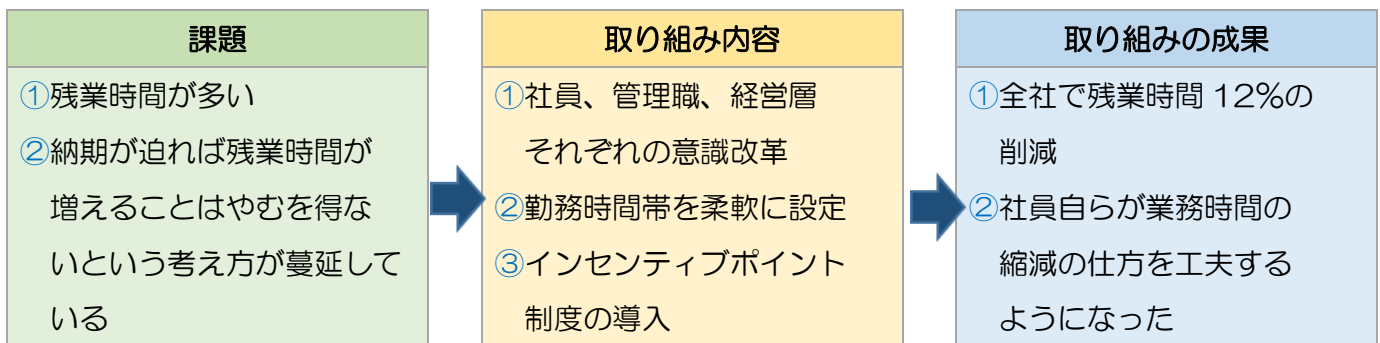 課題
①残業時間が多い
②納期が迫れば残業時間が
増えることはやむを得な
いという考え方が蔓延して
いる
取り組み内容
①社員、管理職、経営層
それぞれの意識改革
②勤務時間帯を柔軟に設定
③インセンティブポイント
制度の導入
取り組みの成果
①全社で残業時間 12%の
削減
②社員自らが業務時間の
縮減の仕方を工夫する
ようになった